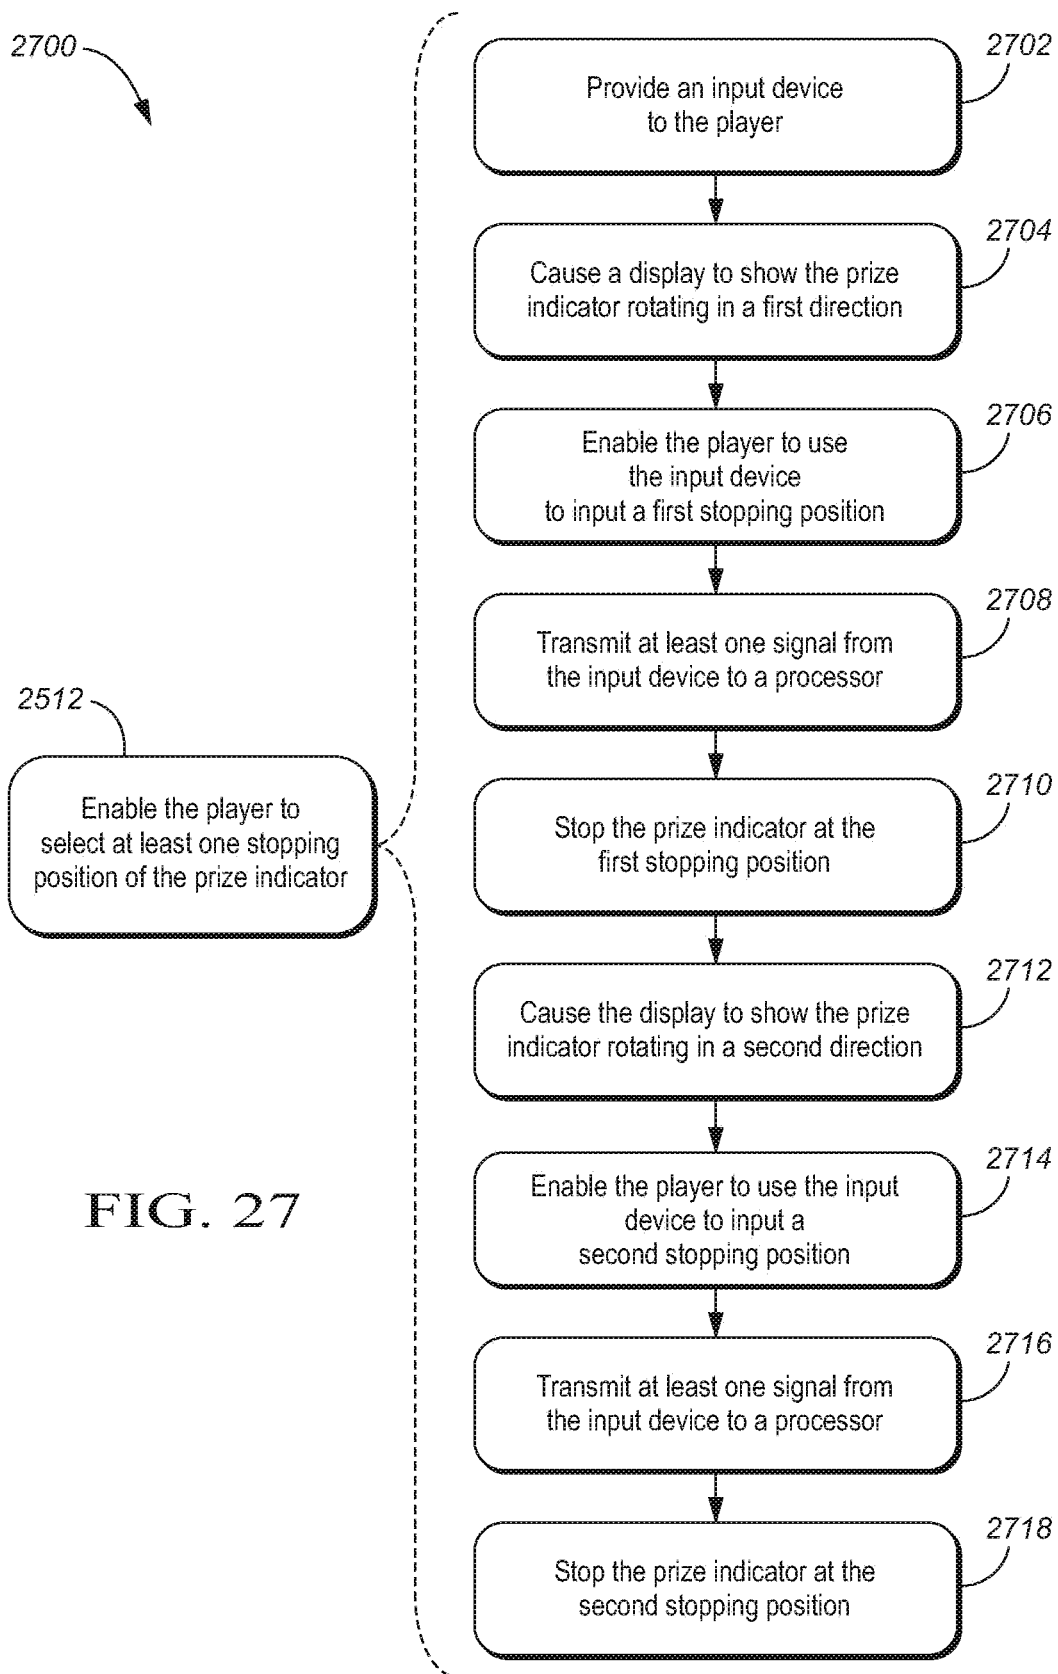 2700
2702
Provide an input device
to the player
2704
Cause a display to show the prize
indicator rotating in a first direction
2706
Enable the player to use
the input device
to input a first stopping position
2708
Transmit at least one signal from
the input device to a processor
2512
Enable the player to
select at least one stopping
position of the prize indicator
2710
Stop the prize indicator at the
first stopping position
2712
Cause the display to show the prize
indicator rotating in a second direction
2714
Enable the player to use the input
device to input a
second stopping position
FIG. 27
2716
Transmit at least one signal from
the input device to a processor
2718
Stop the prize indicator at the
second stopping position